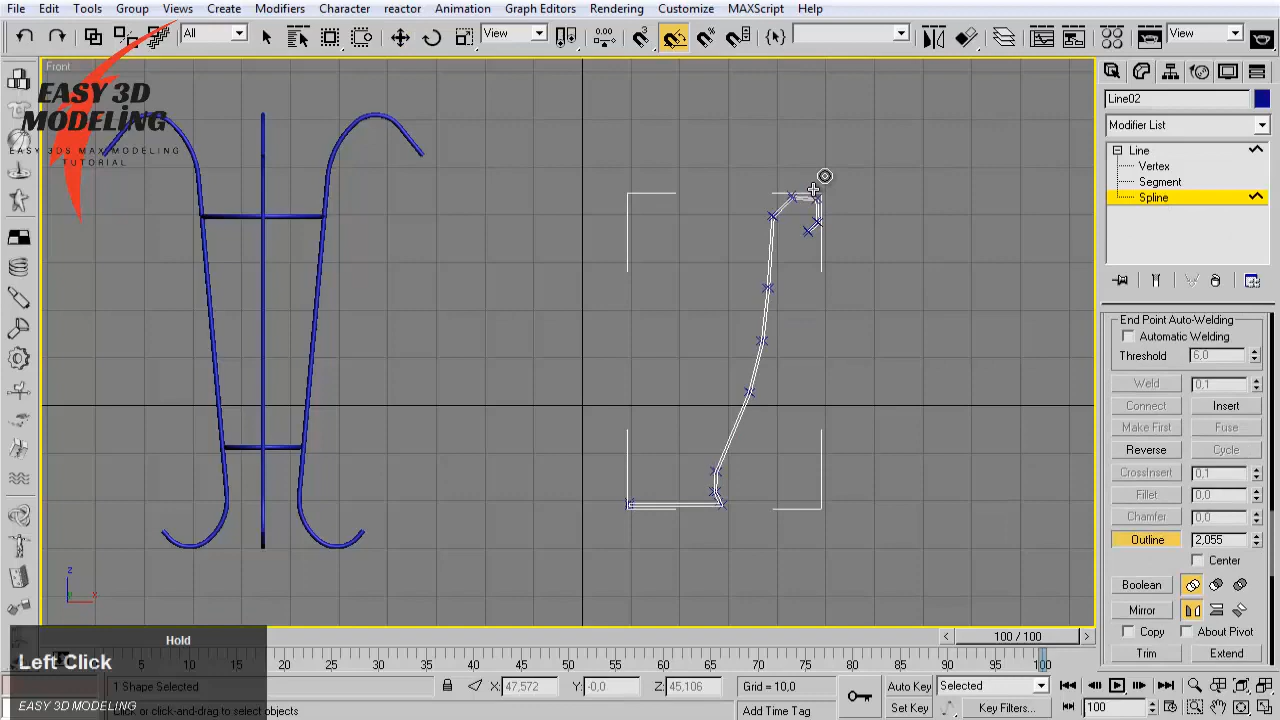 File Edit Tools Group Views Create Modifiers Character reactor Animation Graph Editors Rendering Customize MAXScript Help
All
View
0.00
3
View
Front
EASY 3D
MODELİNG
EASY 3DS MAX MODELING
TUTORIAL
Line02
Modifier List
Line
Vertex
Segment
Spline
End Point Auto-Welding
Automatic Welding
Threshold 6,0
Weld 0,1
Connect Insert
Make First Fuse
Reverse Cycle
CrossInsert 0,1
Fillet 0,0
Chamfer 0,0
Outline 2,055
Center
Boolean
Mirror
Copy About Pivot
Trim Extend
z
x
100 / 100
Hold
Left Click
5 10 15 20 25 30 35 40 45 50 55 60 65 70 75 80 85 90 95 100
1 Shape Selected X: 47,572 Y: -0,0 Z: 45,106 Grid = 10,0
Auto Key Selected
EASY 3D MODELING
Click or click-and-drag to select objects Add Time Tag
Set Key Key Filters... 100